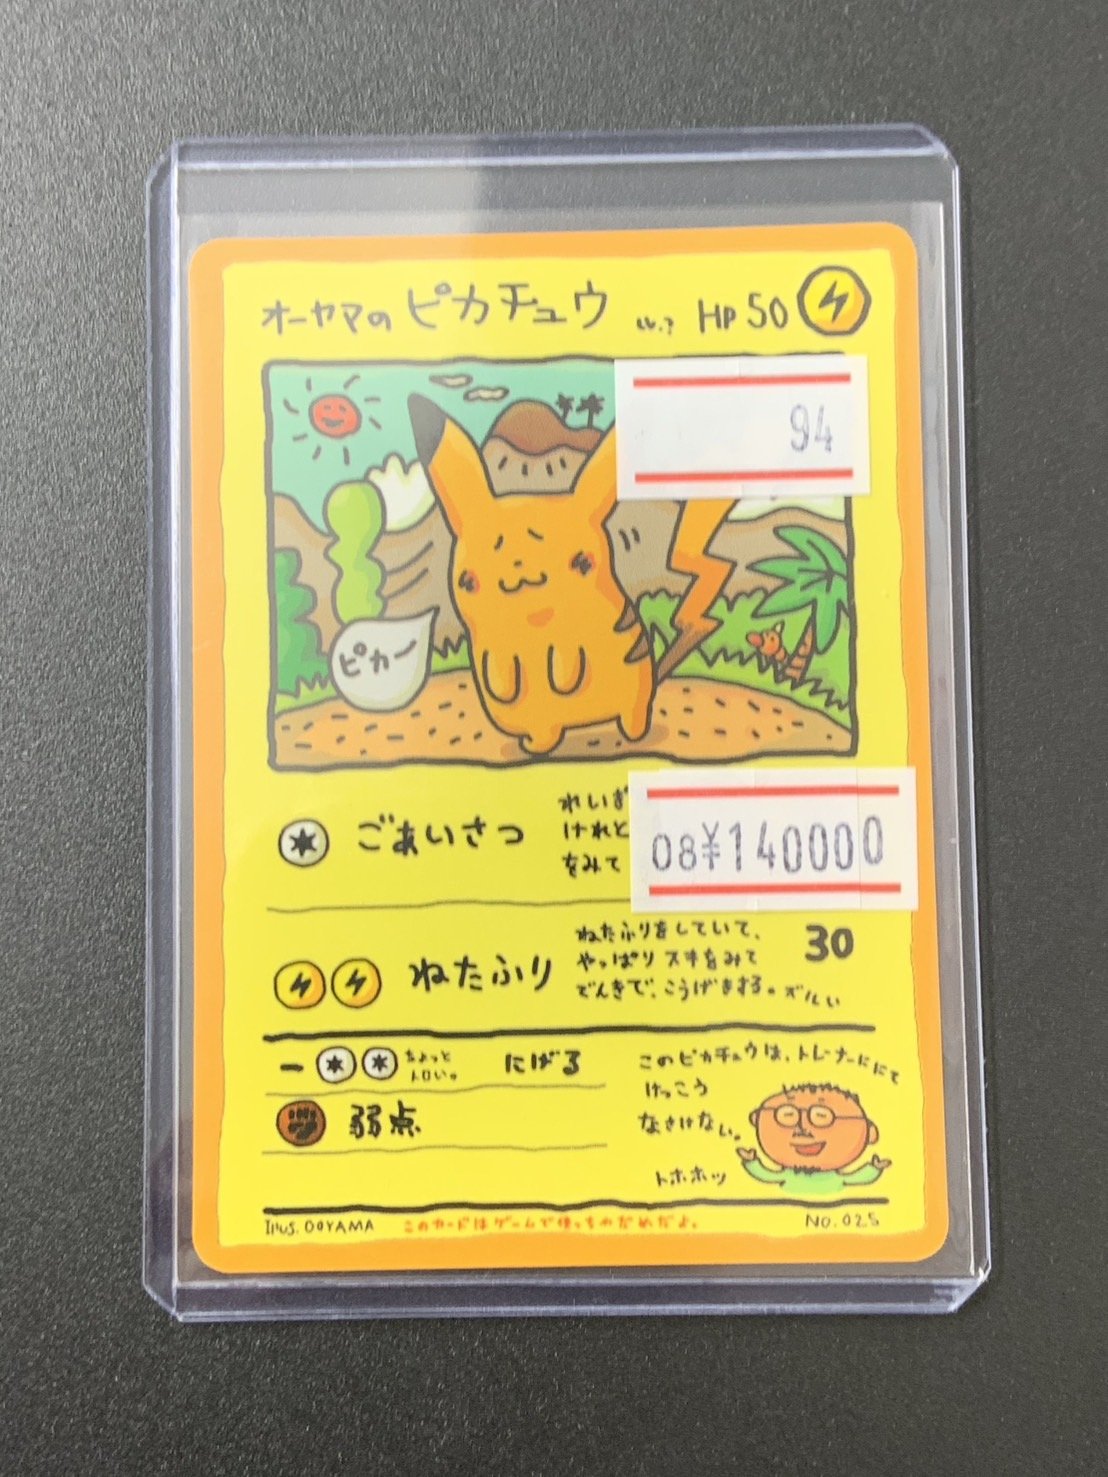 オーヤマのピカチュウ LV.? HP 50
94
ピカー
ごあいさつ
れいぎ
けれど
をみて
08¥140000
ねたふり
ねたふりをしていて、
やっぱり スキをみて
でんきで、こうげきする。ズルい
30
ちょっと
トロい。
にげる
弱点
このピカチュウは、トレーナーににて
けっこう
なさけない。
トホホッ
Illus. OOYAMA
このカードはゲームで使っちゃだめだよ。
NO. 025